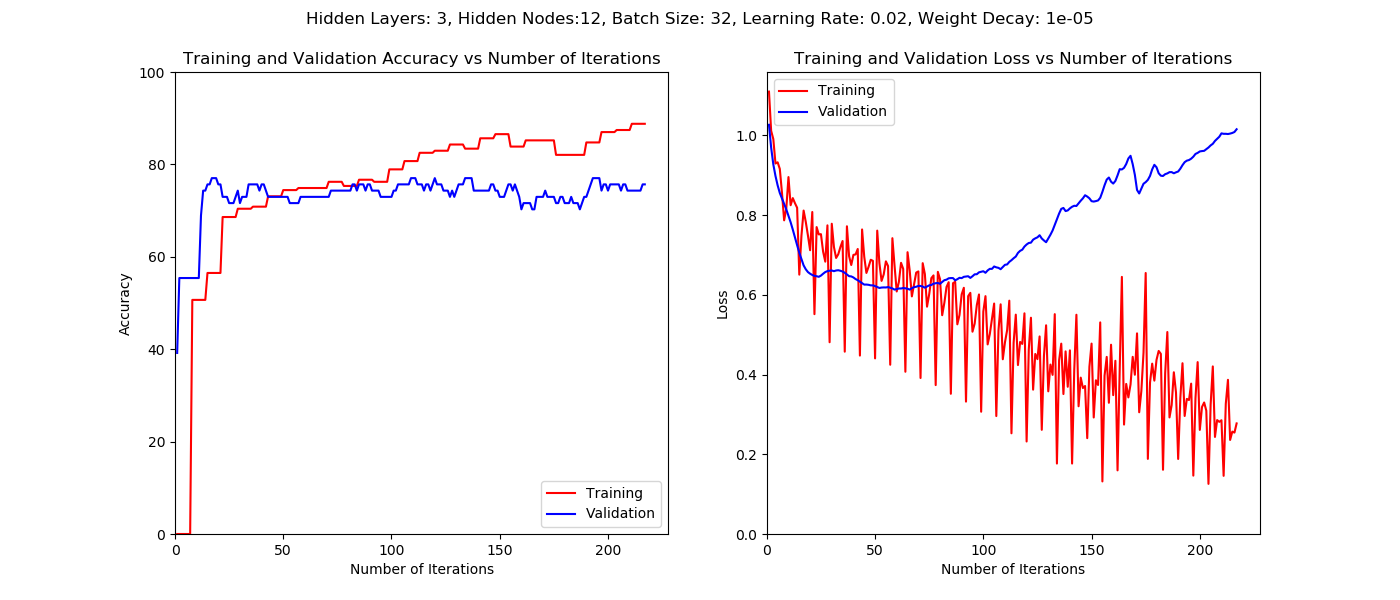 Hidden Layers: 3, Hidden Nodes:12, Batch Size: 32, Learning Rate: 0.02, Weight Decay: 1e-05
Training and Validation Accuracy vs Number of Iterations
100
80
60
40
20
0
0
50
100
150
200
Accuracy
Number of Iterations
Training
Validation
Training and Validation Loss vs Number of Iterations
Training
Validation
1.0
0.8
0.6
0.4
0.2
0.0
0
50
100
150
200
Loss
Number of Iterations